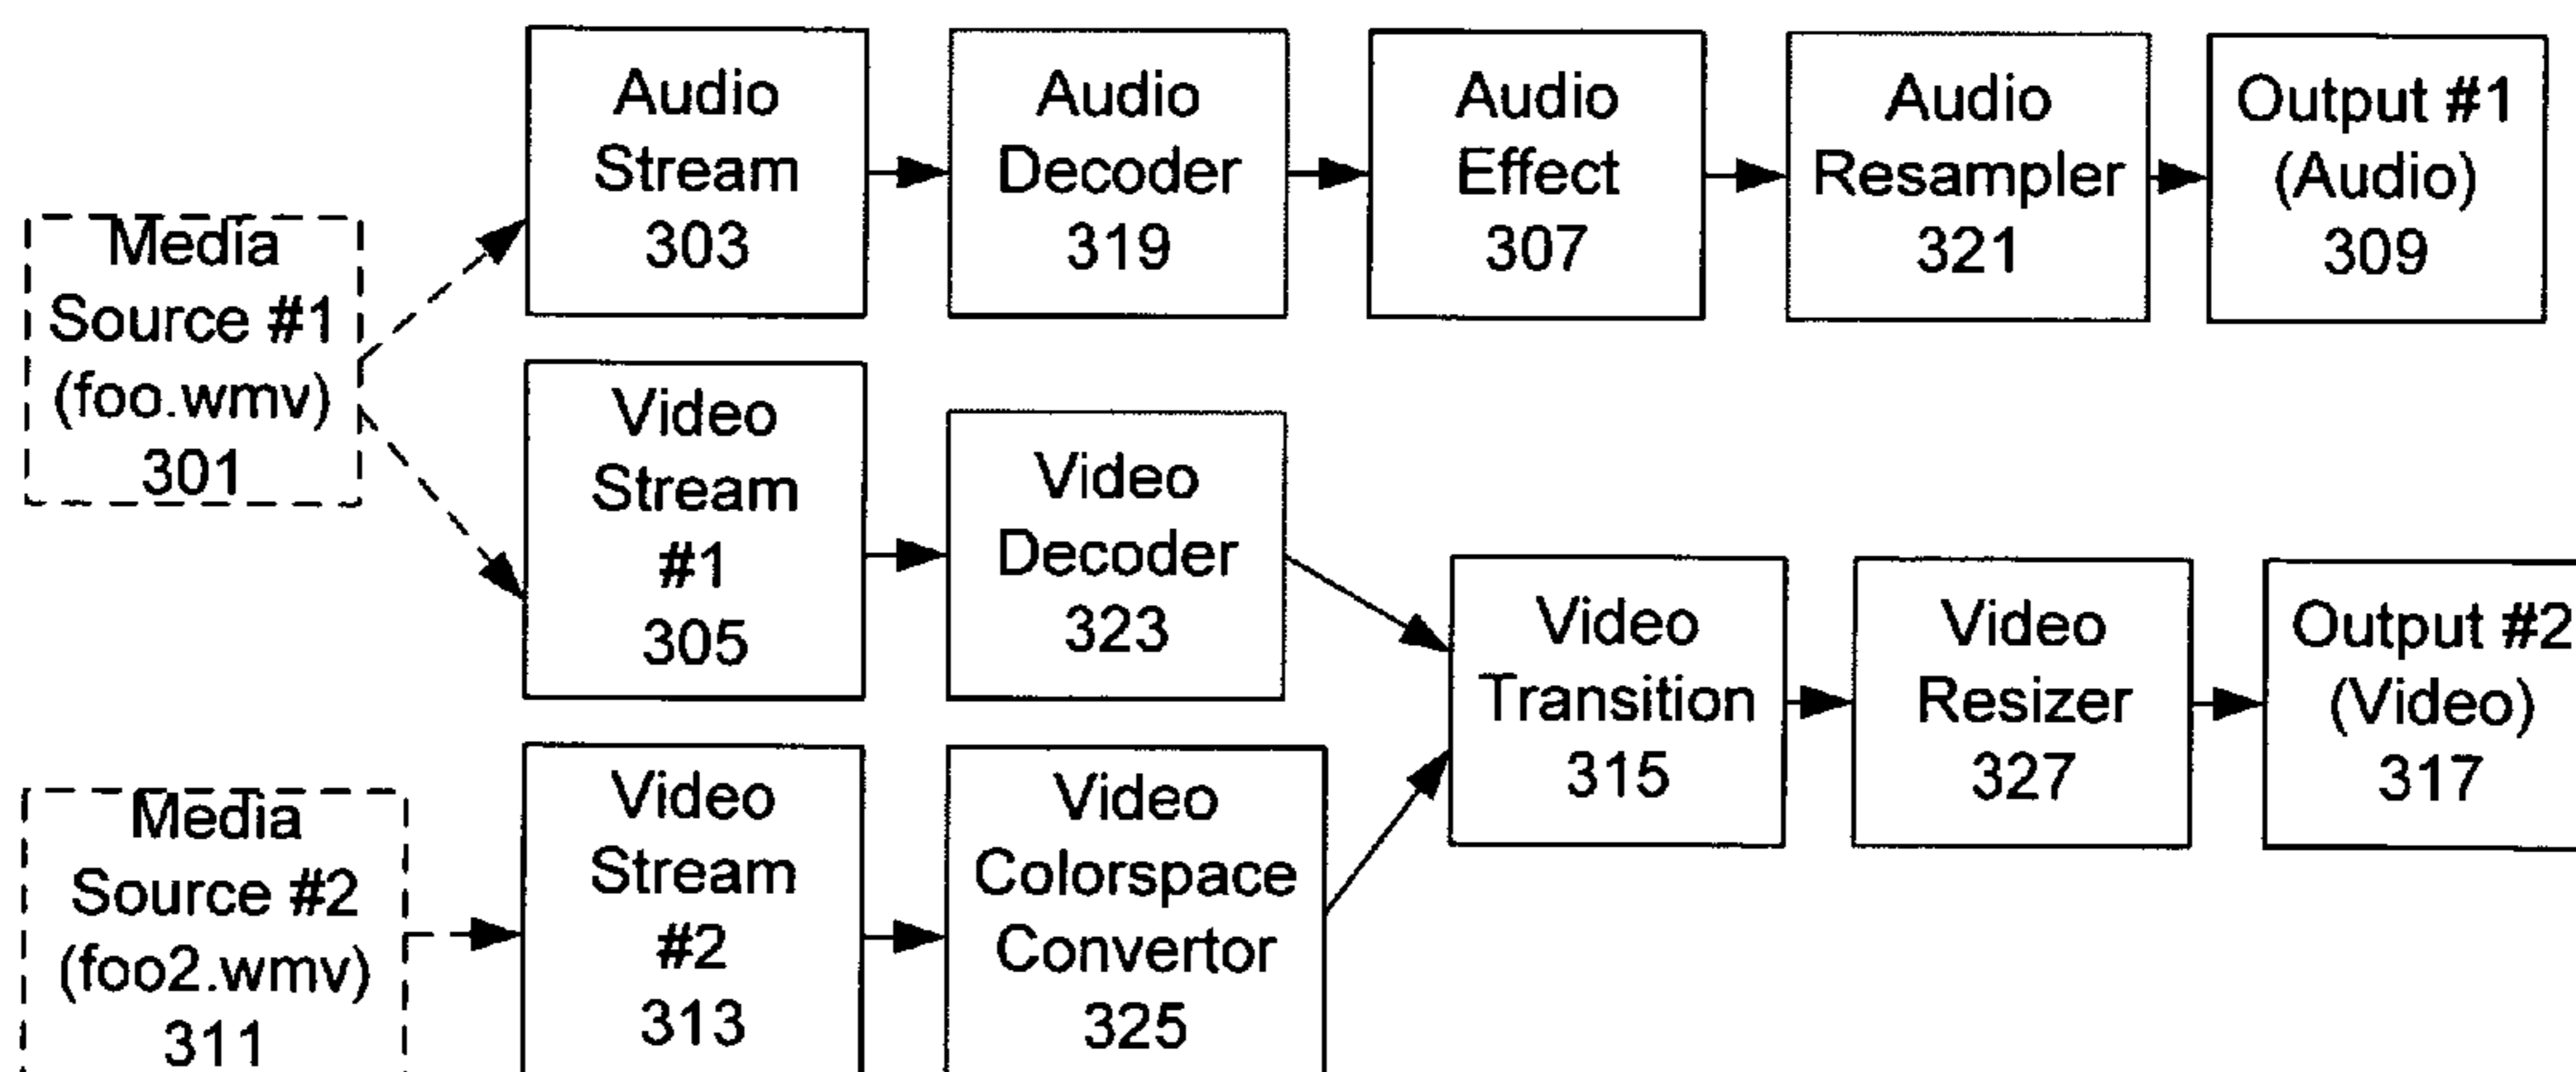 Audio
Stream
303
Audio
Decoder
319
Audio
Effect
307
Audio
Resampler
321
Output #1
(Audio)
309
Media
Source #1
(foo.wmv)
301
Video
Stream
#1
305
Video
Decoder
323
Video
Transition
315
Video
Resizer
327
Output #2
(Video)
317
Media
Source #2
(foo2.wmv)
311
Video
Stream
#2
313
Video
Colorspace
Convertor
325